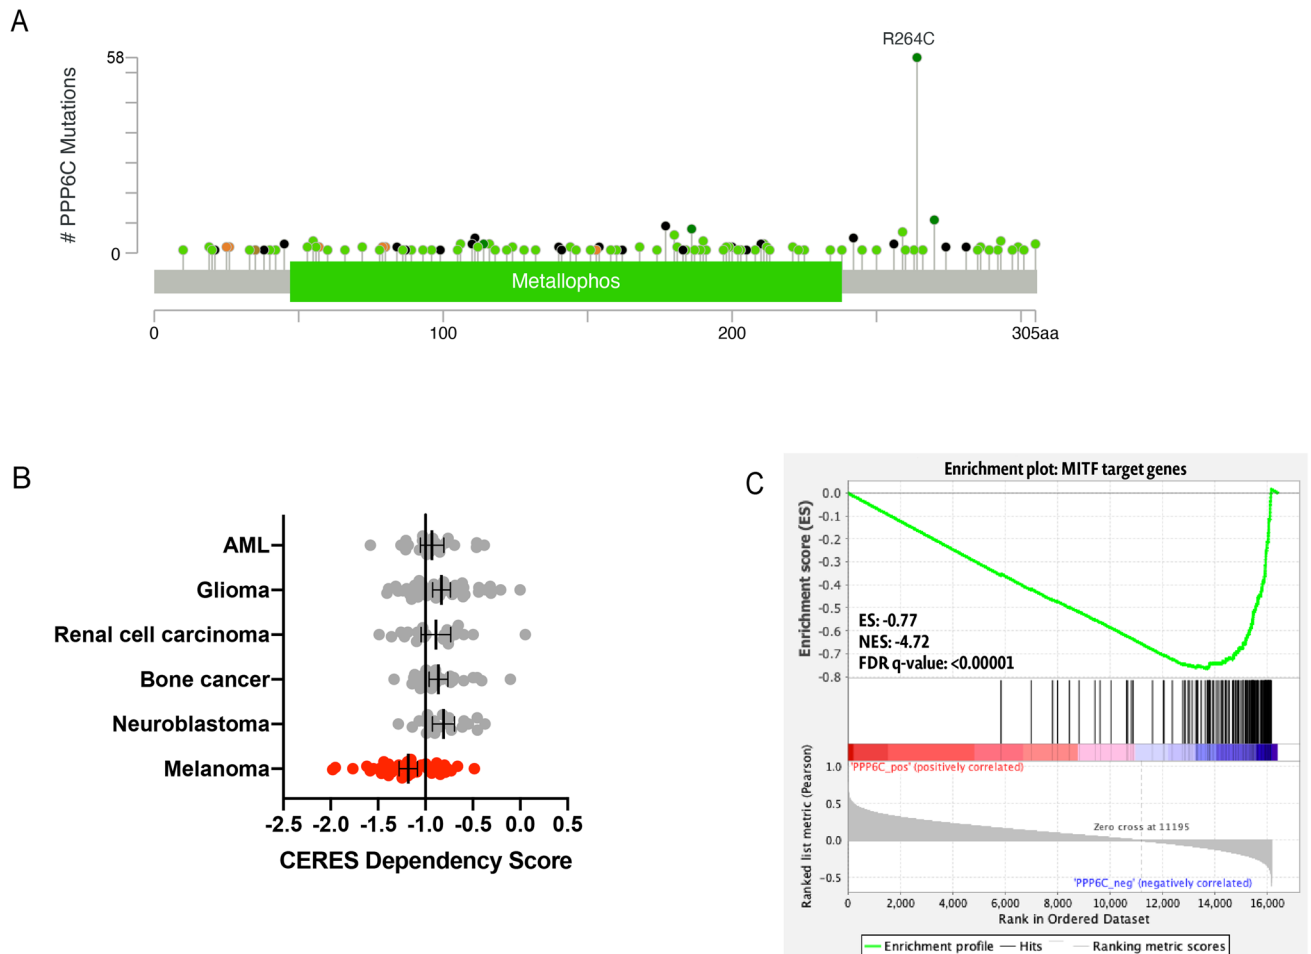 A
R264C
58
# PPP6C Mutations
0
Metallophos
0
100
200
305aa
B
AML
Glioma
Renal cell carcinoma
Bone cancer
Neuroblastoma
Melanoma
-2.5 -2.0 -1.5 -1.0 -0.5 0.0 0.5
CERES Dependency Score
C
Enrichment plot: MITF target genes
Enrichment score (ES)
0.0
-0.1
-0.2
-0.3
-0.4
-0.5
-0.6
-0.7
-0.8
ES: -0.77
NES: -4.72
FDR q-value: <0.00001
Ranked list metric (Pearson)
1.0
0.5
0.0
-0.5
'PPP6C_pos' (positively correlated)
Zero cross at 11195
'PPP6C_neg' (negatively correlated)
0 2,000 4,000 6,000 8,000 10,000 12,000 14,000 16,000
Rank in Ordered Dataset
Enrichment profile Hits Ranking metric scores